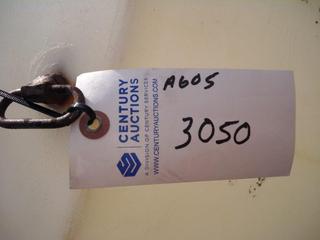 A605
3050
CENTURY
AUCTIONS
A DIVISION OF CENTURY SERVICES
WWW.CENTURYAUCTIONS.COM